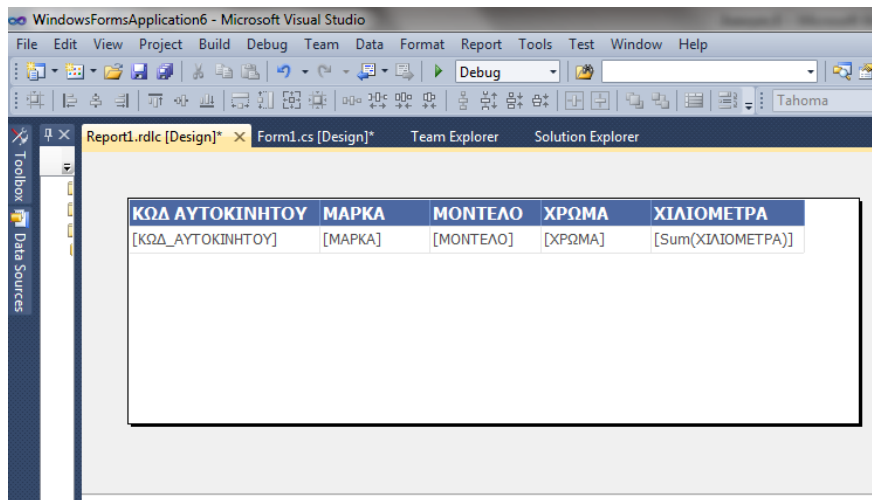 WindowsFormsApplication6 - Microsoft Visual Studio
File Edit View Project Build Debug Team Data Format Report Tools Test Window Help
Debug
Tahoma
Report1.rdlc [Design]* Form1.cs [Design]* Team Explorer Solution Explorer
Toolbox
Data Sources
ΚΩΔ ΑΥΤΟΚΙΝΗΤΟΥ ΜΑΡΚΑ ΜΟΝΤΕΛΟ ΧΡΩΜΑ ΧΙΛΙΟΜΕΤΡΑ
[ΚΩΔ_ΑΥΤΟΚΙΝΗΤΟΥ] [ΜΑΡΚΑ] [ΜΟΝΤΕΛΟ] [ΧΡΩΜΑ] [Sum(ΧΙΛΙΟΜΕΤΡΑ)]